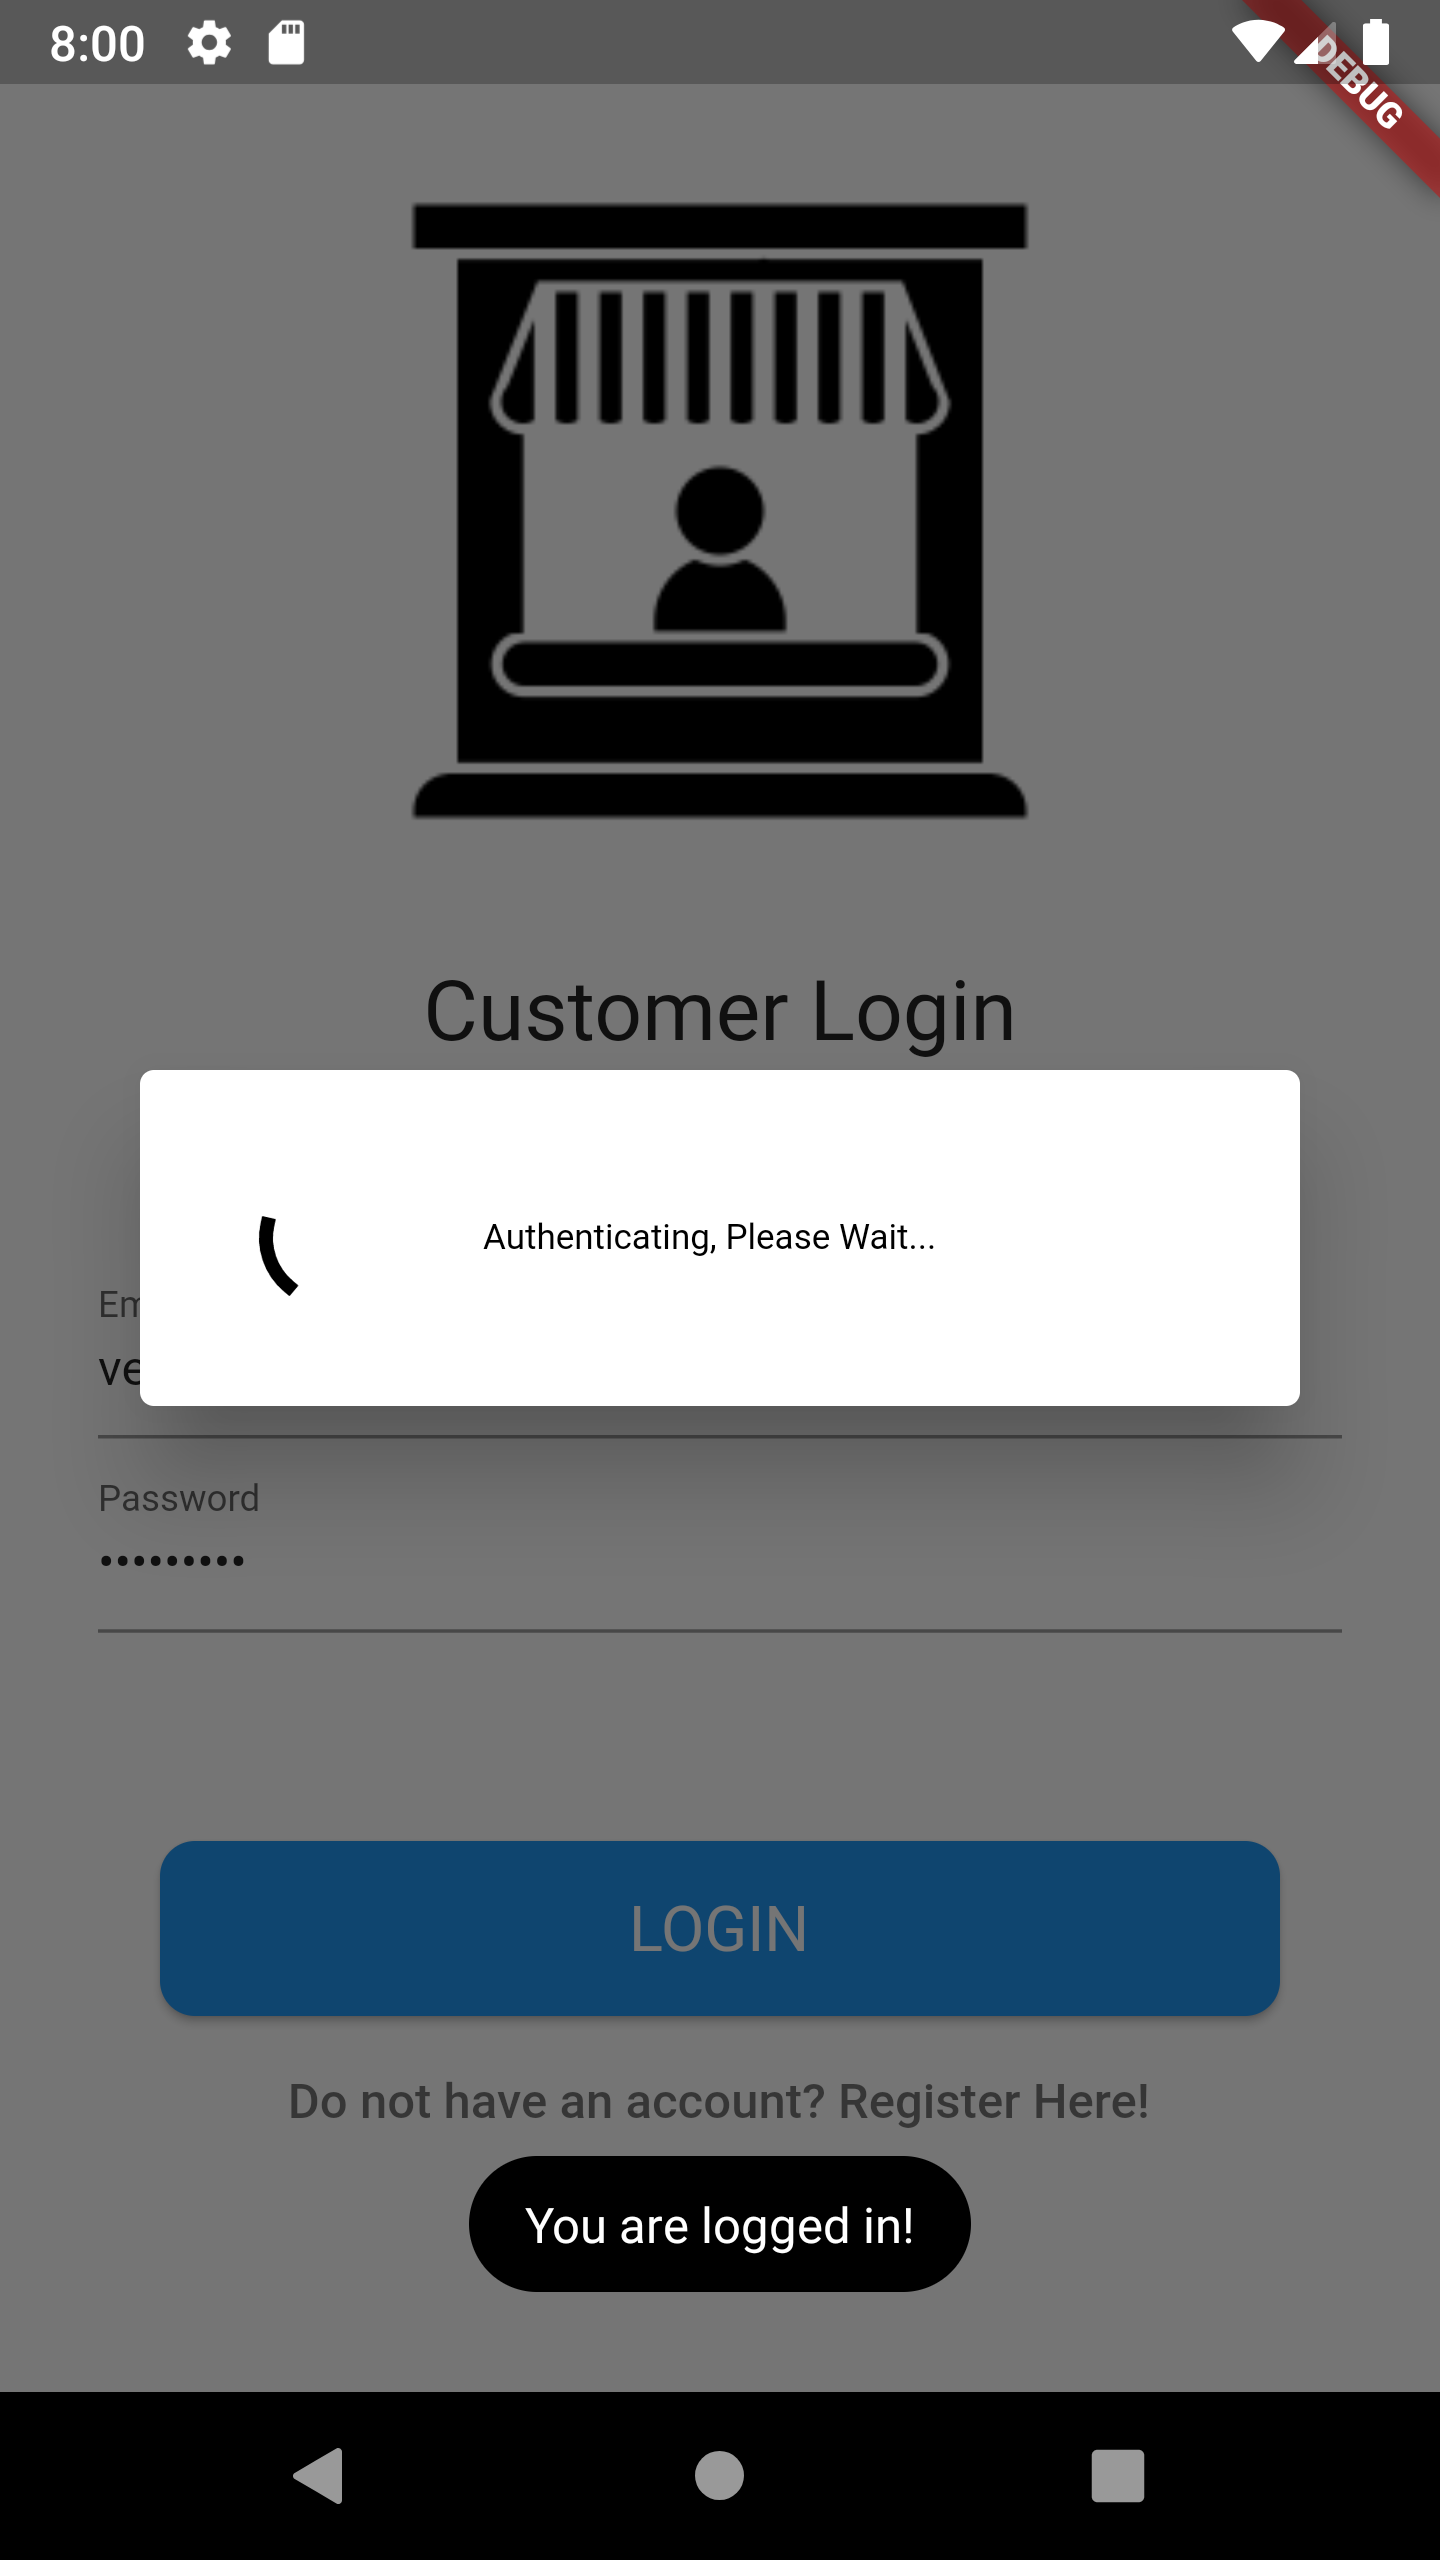 8:00
DEBUG
Customer Login
Authenticating, Please Wait...
Em
ve
Password
•••••••••
LOGIN
Do not have an account? Register Here!
You are logged in!